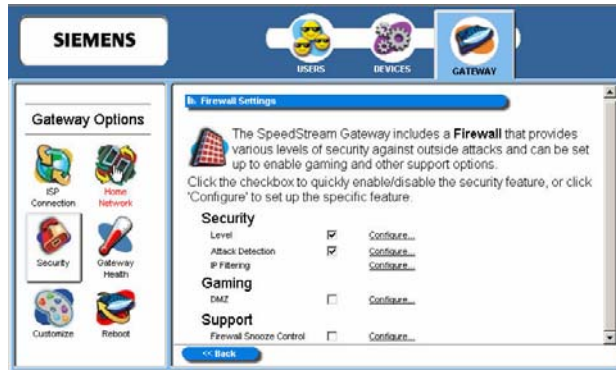 SIEMENS
USERS
DEVICES
GATEWAY
Gateway Options
ISP Connection
Home Network
Security
Gateway Health
Customize
Reboot
Firewall Settings
The SpeedStream Gateway includes a Firewall that provides
various levels of security against outside attacks and can be set
up to enable gaming and other support options.
Click the checkbox to quickly enable/disable the security feature, or click
'Configure' to set up the specific feature.
Security
Level Configure...
Attack Detection Configure...
IP Filtering Configure...
Gaming
DMZ Configure...
Support
Firewall Snooze Control Configure...
<< Back